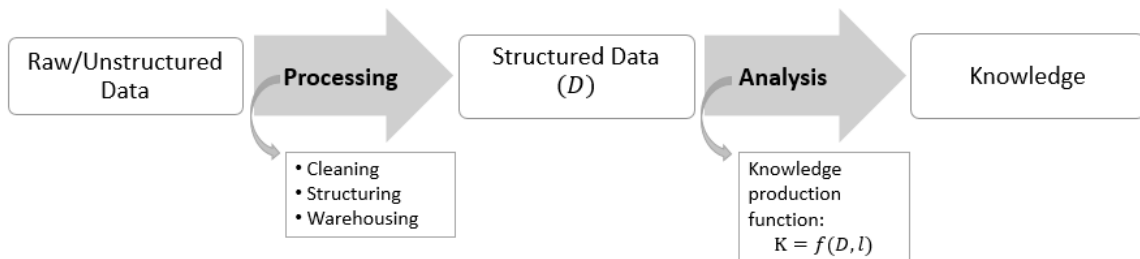 Raw/Unstructured
Data
Processing
Structured Data
(D)
Analysis
Knowledge
• Cleaning
• Structuring
• Warehousing
Knowledge
production
function:
K = f(D, l)